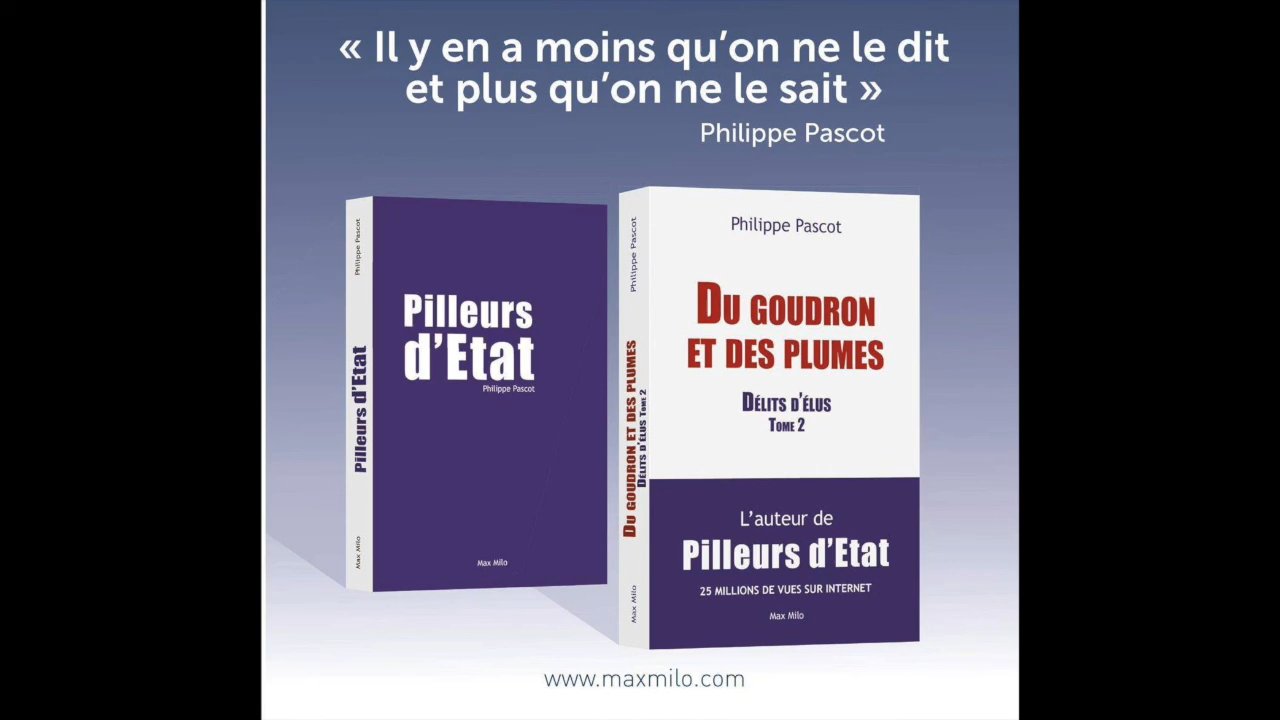 « Il y en a moins qu’on ne le dit
et plus qu’on ne le sait »
Philippe Pascot
Philippe Pascot
Pilleurs d'Etat
Max Milo
Pilleurs
d'Etat
Philippe Pascot
Max Milo
Philippe Pascot
DU GOUDRON ET DES PLUMES
DÉLITS D'ÉLUS TOME 2
Max Milo
Philippe Pascot
DU GOUDRON
ET DES PLUMES
DÉLITS D'ÉLUS
TOME 2
L'auteur de
Pilleurs d'Etat
25 MILLIONS DE VUES SUR INTERNET
Max Milo
www.maxmilo.com